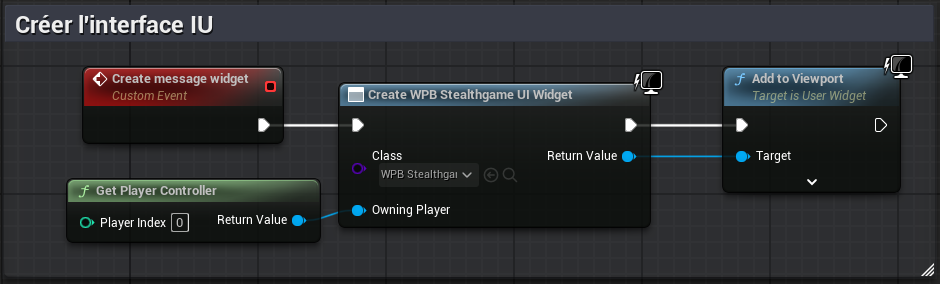 Créer l'interface IU
Create message widget
Custom Event
Create WPB Stealthgame UI Widget
Class
WPB Stealthgar
Return Value
Owning Player
Add to Viewport
Target is User Widget
Target
Get Player Controller
Player Index 0
Return Value